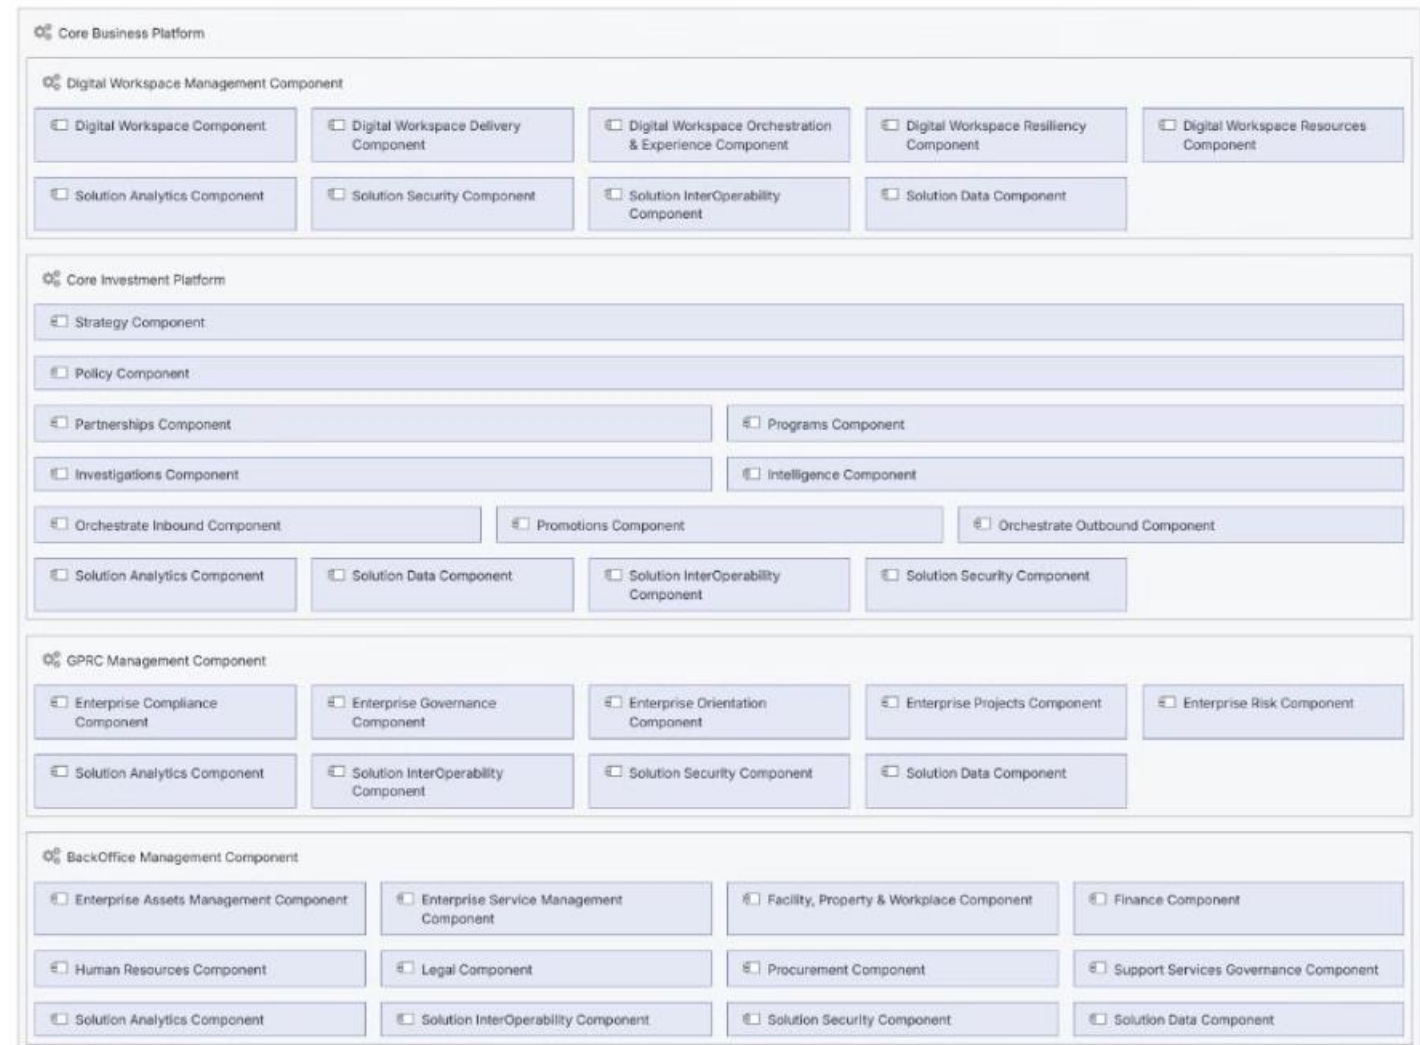 Core Business Platform
Digital Workspace Management Component
Digital Workspace Component
Digital Workspace Delivery
Component
Digital Workspace Orchestration
& Experience Component
Digital Workspace Resiliency
Component
Digital Workspace Resources
Component
Solution Analytics Component
Solution Security Component
Solution InterOperability
Component
Solution Data Component
Core Investment Platform
Strategy Component
Policy Component
Partnerships Component
Programs Component
Investigations Component
Intelligence Component
Orchestrate Inbound Component
Promotions Component
Orchestrate Outbound Component
Solution Analytics Component
Solution Data Component
Solution InterOperability
Component
Solution Security Component
GPRC Management Component
Enterprise Compliance
Component
Enterprise Governance
Component
Enterprise Orientation
Component
Enterprise Projects Component
Enterprise Risk Component
Solution Analytics Component
Solution InterOperability
Component
Solution Security Component
Solution Data Component
BackOffice Management Component
Enterprise Assets Management Component
Enterprise Service Management
Component
Facility, Property & Workplace Component
Finance Component
Human Resources Component
Legal Component
Procurement Component
Support Services Governance Component
Solution Analytics Component
Solution InterOperability Component
Solution Security Component
Solution Data Component